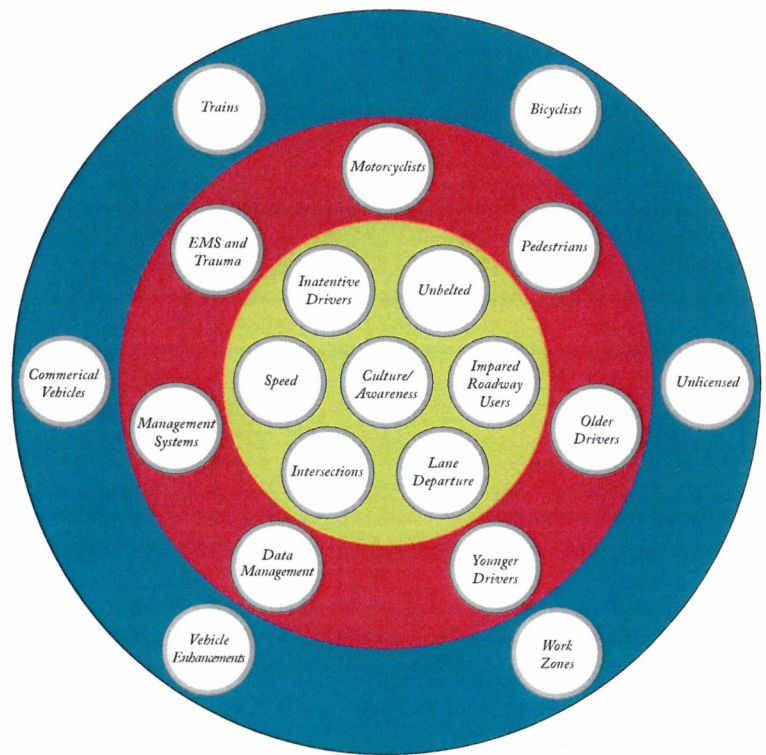 Trains
Bicyclists
Motorcyclists
EMS and
Trauma
Pedestrians
Inatentive
Drivers
Unbelted
Commerical
Vehicles
Speed
Culture/
Awareness
Impared
Roadway
Users
Unlicensed
Management
Systems
Older
Drivers
Intersections
Lane
Departure
Data
Management
Younger
Drivers
Vehicle
Enhancements
Work
Zones